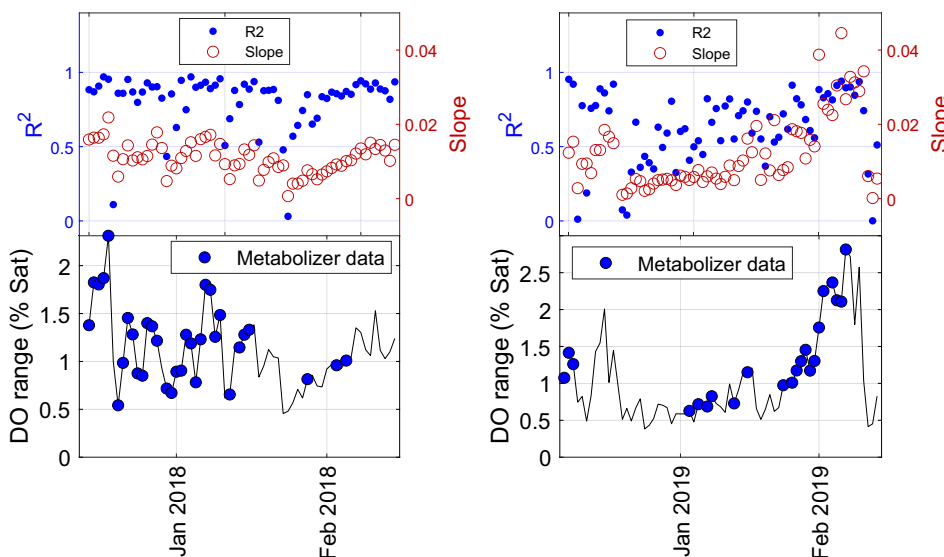 R2
Slope
R2
Slope
1
0.5
0
R²
0.04
0.02
0
Slope
1
0.5
0
R²
0.04
0.02
0
Slope
Metabolizer data
2
1.5
1
0.5
0
DO range (% Sat)
Jan 2018
Feb 2018
Metabolizer data
2.5
2
1.5
1
0.5
0
DO range (% Sat)
Jan 2019
Feb 2019